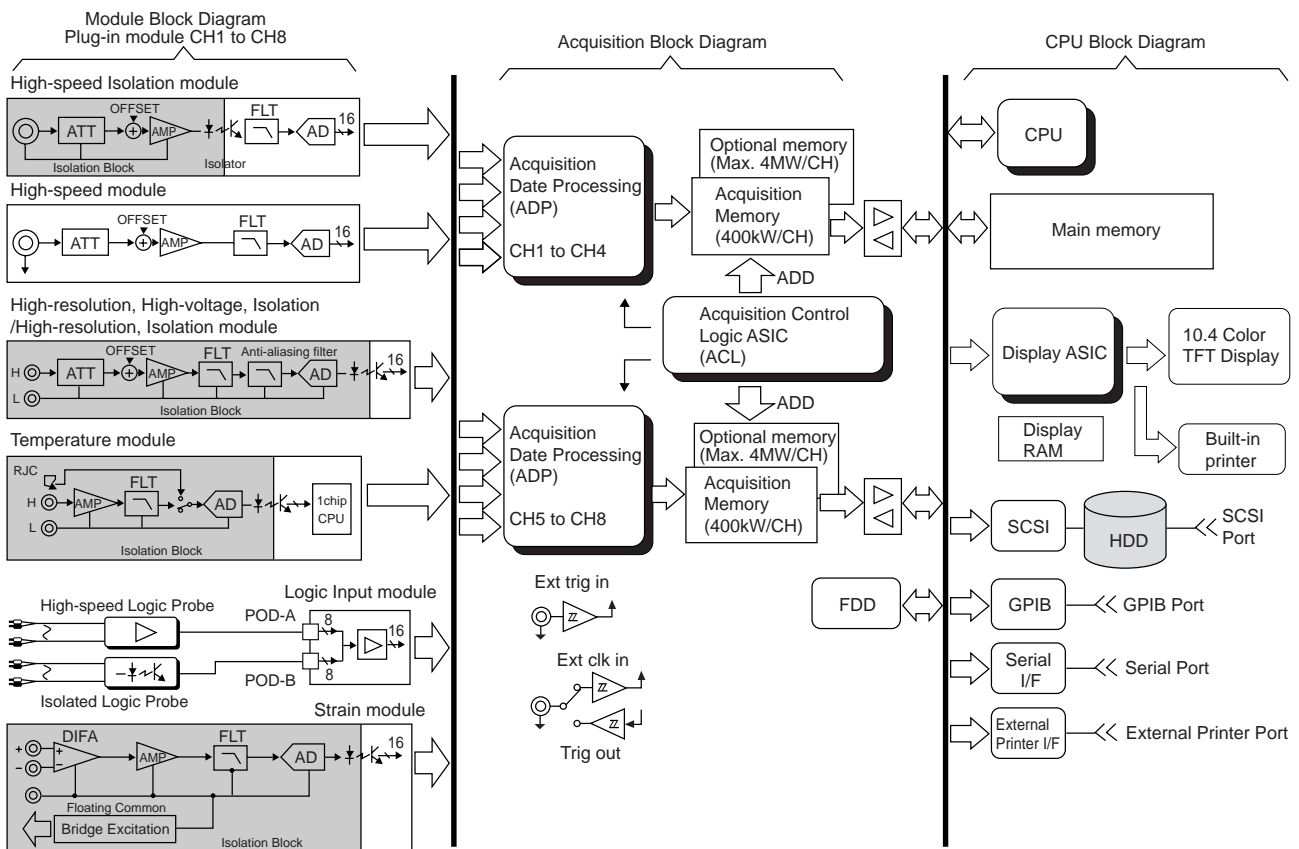 Module Block Diagram
Plug-in module CH1 to CH8
Acquisition Block Diagram
CPU Block Diagram
High-speed Isolation module
OFFSET
ATT
AMP
FLT
AD
16
Isolation Block
Isolator
High-speed module
OFFSET
ATT
AMP
FLT
AD
16
High-resolution, High-voltage, Isolation
/High-resolution, Isolation module
OFFSET
FLT
Anti-aliasing filter
16
H
ATT
AMP
AD
L
Isolation Block
Temperature module
RJC
FLT
H
AMP
AD
1chip
CPU
L
Isolation Block
Logic Input module
High-speed Logic Probe
POD-A
8
16
8
POD-B
Isolated Logic Probe
Strain module
DIFA
FLT
16
+
+
AMP
AD
−
−
Floating Common
Bridge Excitation
Isolation Block
Acquisition
Date Processing
(ADP)
CH1 to CH4
Optional memory
(Max. 4MW/CH)
Acquisition
Memory
(400kW/CH)
ADD
Acquisition Control
Logic ASIC
(ACL)
ADD
Acquisition
Date Processing
(ADP)
CH5 to CH8
Optional memory
(Max. 4MW/CH)
Acquisition
Memory
(400kW/CH)
Ext trig in
Ext clk in
Trig out
FDD
CPU
Main memory
Display ASIC
10.4 Color
TFT Display
Display
RAM
Built-in
printer
SCSI
HDD
SCSI
Port
GPIB
GPIB Port
Serial
I/F
Serial Port
External
Printer I/F
External Printer Port